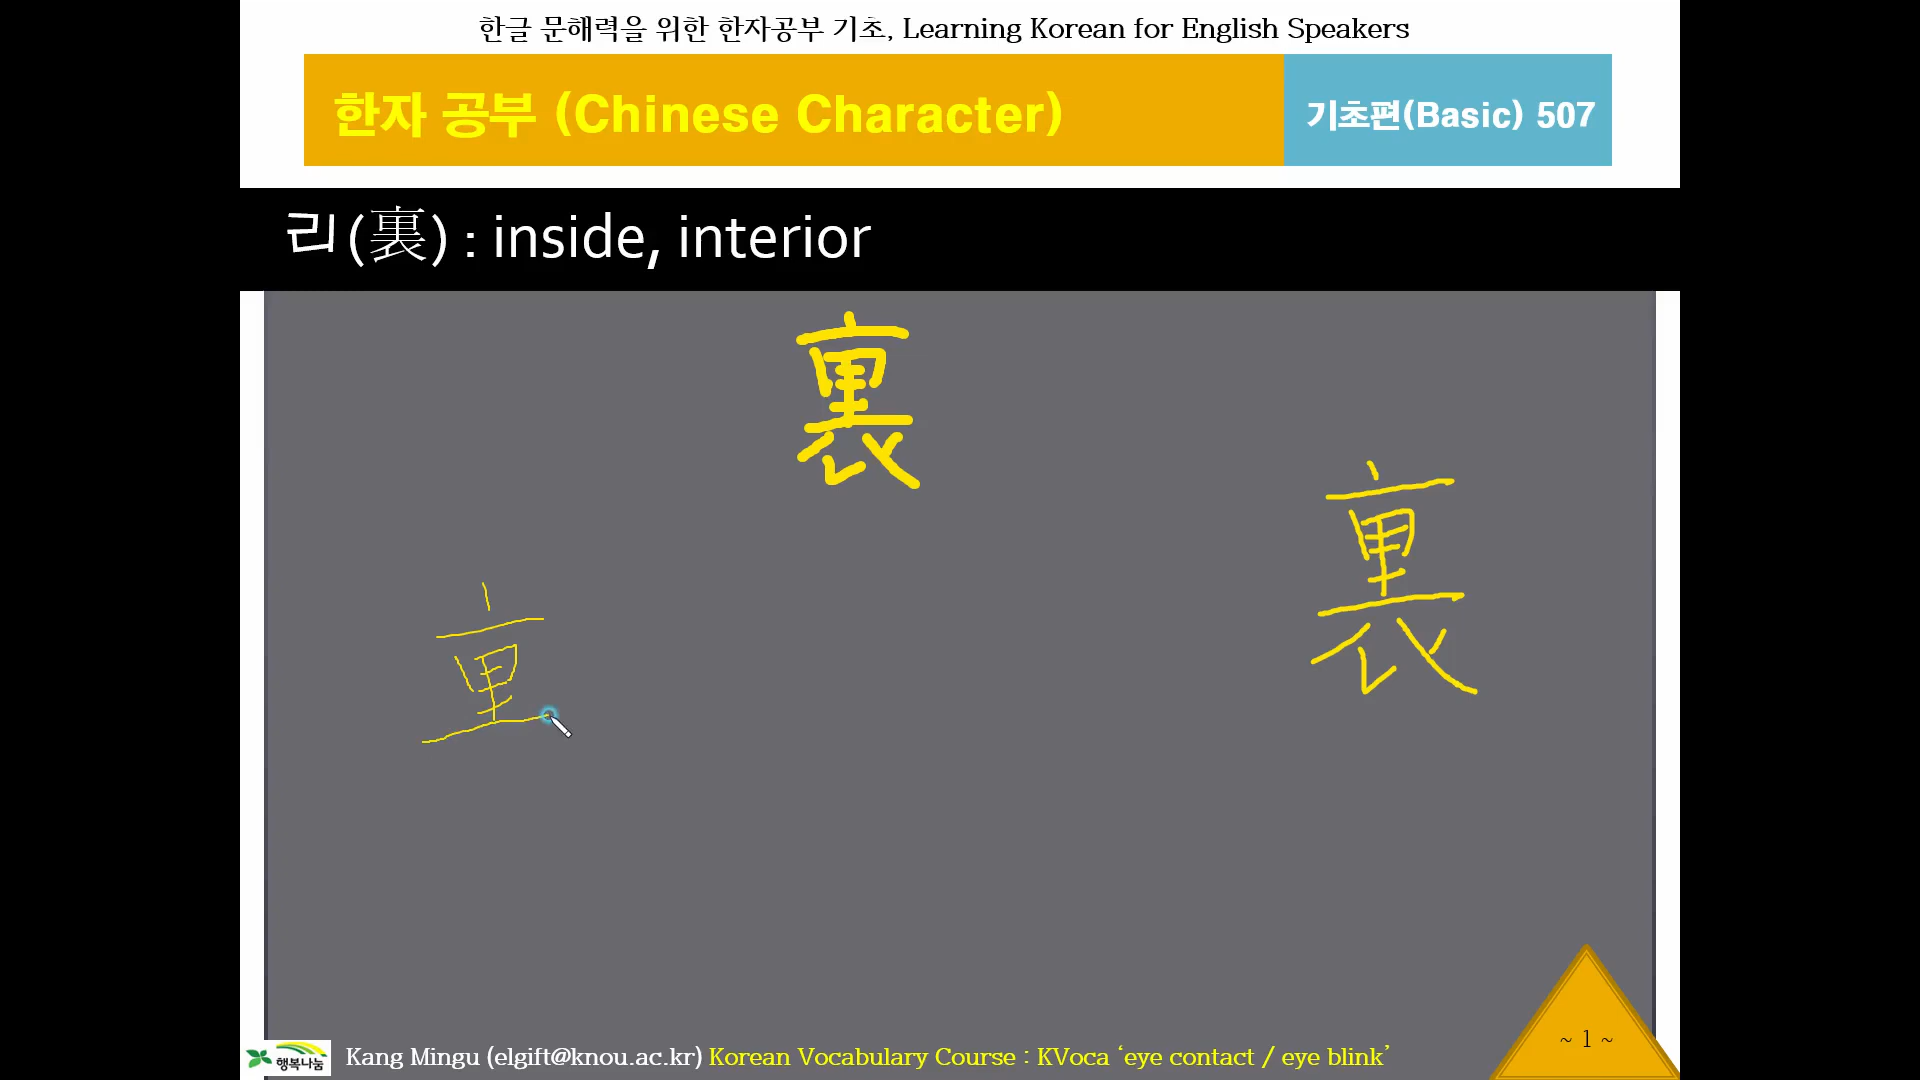 한글 문해력을 위한 한자공부 기초, Learning Korean for English Speakers
한자 공부 (Chinese Character)
기초편(Basic) 507
리(裏) : inside, interior
裏
裏
~ 1 ~
행복나눔
Kang Mingu (elgift@knou.ac.kr) Korean Vocabulary Course : KVoca ‘eye contact / eye blink’